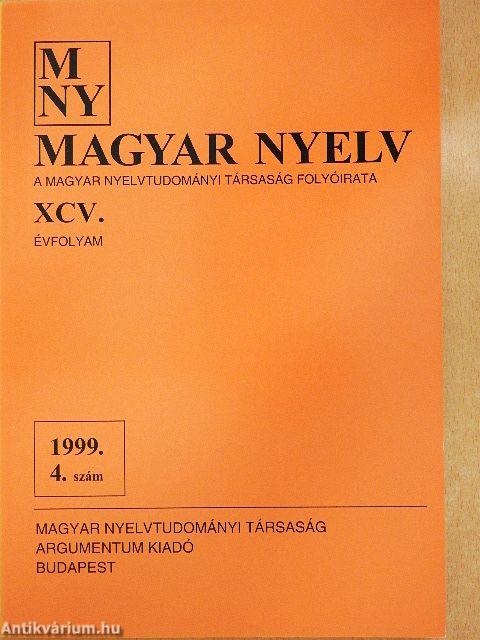 M
NY
MAGYAR NYELV
A MAGYAR NYELVTUDOMÁNYI TÁRSASÁG FOLYÓIRATA
XCV.
ÉVFOLYAM
1999.
4. szám
MAGYAR NYELVTUDOMÁNYI TÁRSASÁG
ARGUMENTUM KIADÓ
BUDAPEST
Antikvárium.hu